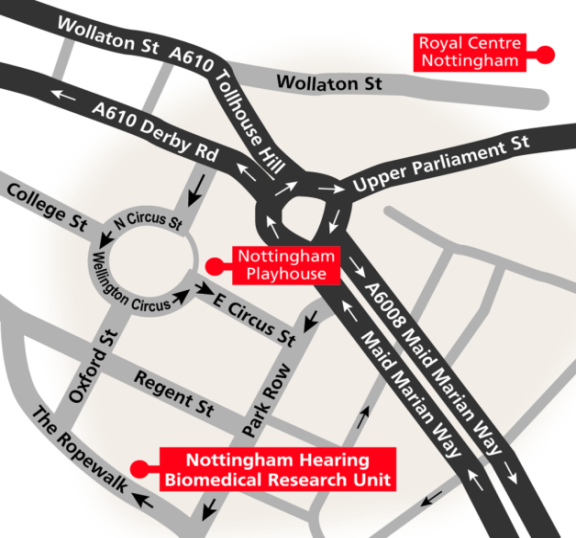 Wollaton St A610
Tollhouse Hill
Wollaton St
Royal Centre
Nottingham
A610 Derby Rd
Upper Parliament St
College St
N Circus St
Wellington Circus
Nottingham
Playhouse
E Circus St
A6008 Maid Marian Way
Maid Marian Way
Oxford St
Regent St
Park Row
The Ropewalk
Nottingham Hearing
Biomedical Research Unit